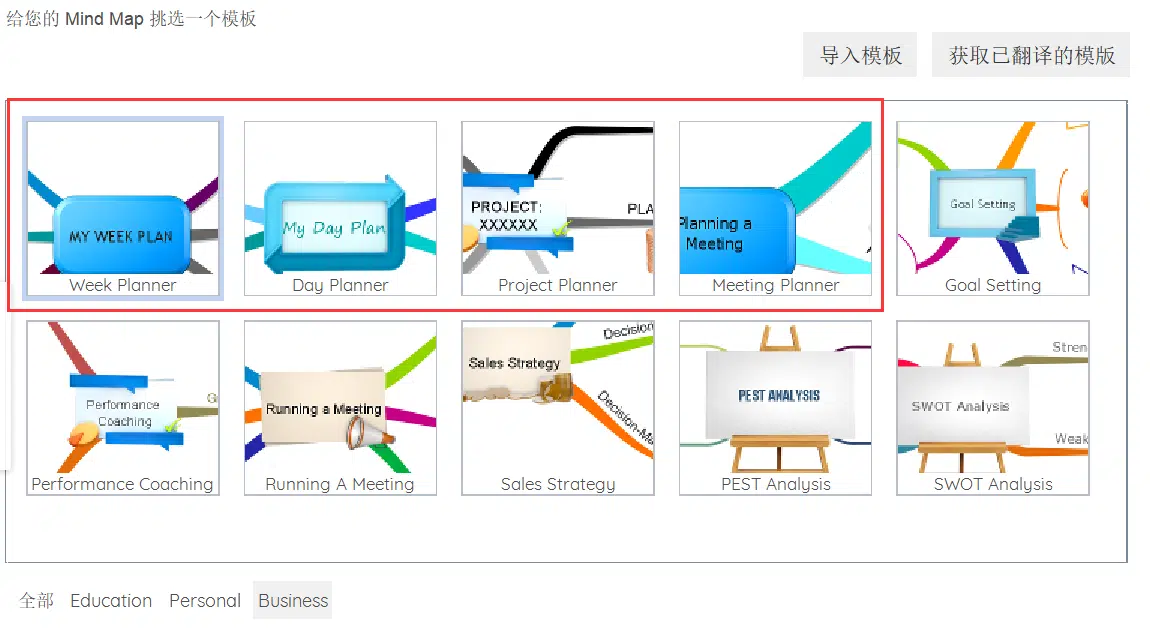 给您的 Mind Map 挑选一个模板
导入模板
获取已翻译的模版
MY WEEK PLAN
Week Planner
My Day Plan
Day Planner
PROJECT:
XXXXXX
PLA
Project Planner
Planning a
Meeting
Meeting Planner
Goal Setting
Goal Setting
Performance
Coaching
Performance Coaching
Running a Meeting
Running A Meeting
Sales Strategy
Decision
Decision-Ma
Sales Strategy
PEST ANALYSIS
PEST Analysis
SWOT Analysis
Stren
Weak
SWOT Analysis
全部 Education Personal Business